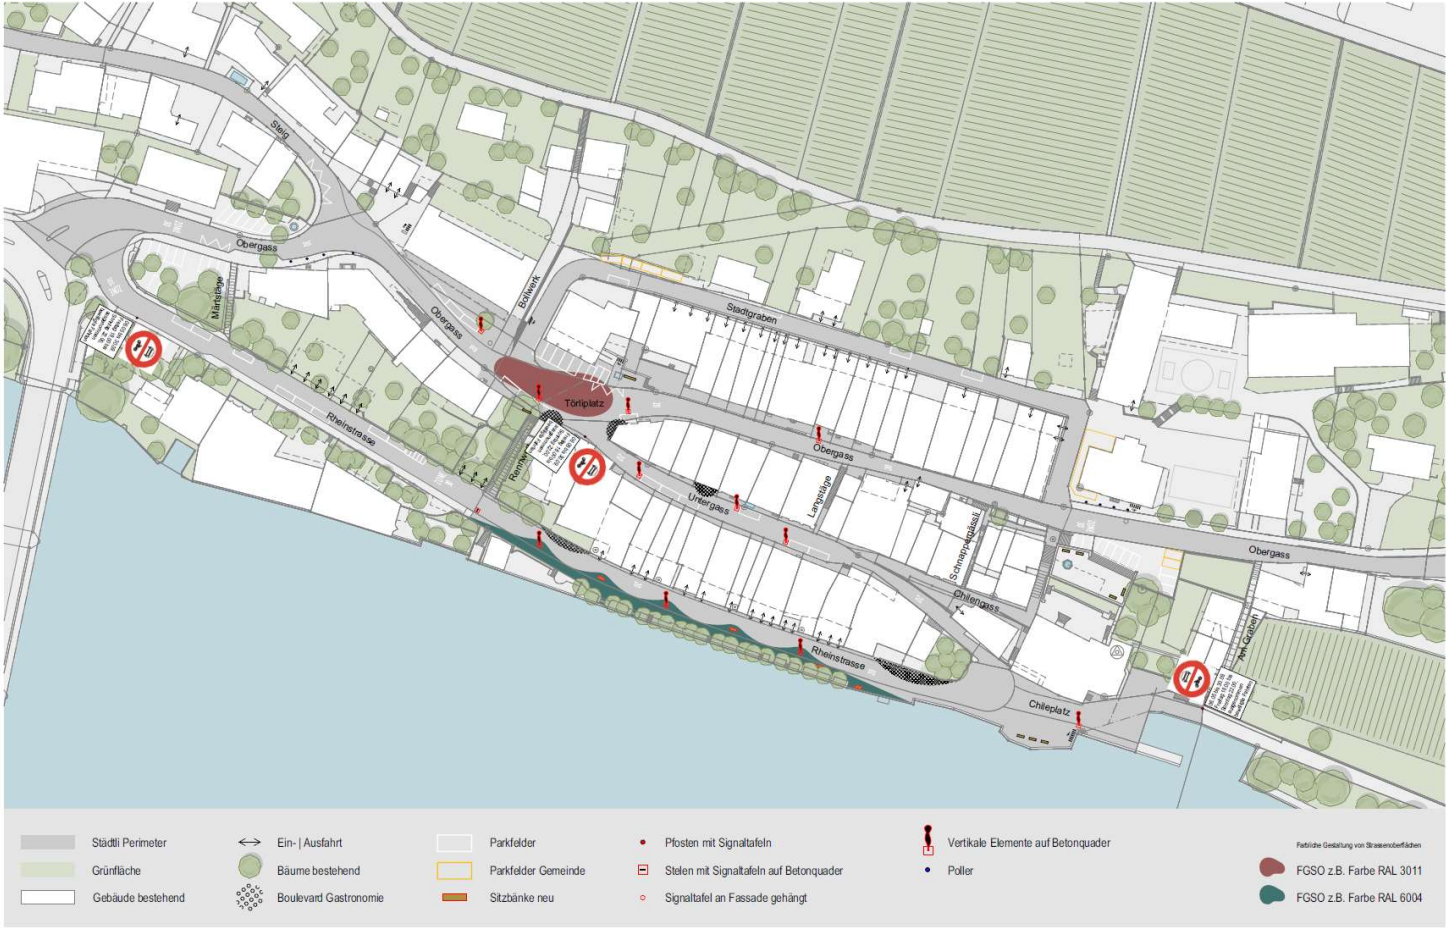 Steig
Obergass
Märtstäge
Obergass
Bollwerk
Stadtgraben
Törliplatz
Rheinstrasse
Obergass
Untergass
Langstäge
Schnappergässli
Obergass
Chilengass
Am Graben
Rheinstrasse
Chileplatz
Städtli Perimeter
Ein- | Ausfahrt
Parkfelder
Pfosten mit Signaltafeln
Vertikale Elemente auf Betonquader
Farbliche Gestaltung von Strassenoberflächen
Grünfläche
Bäume bestehend
Parkfelder Gemeinde
Stelen mit Signaltafeln auf Betonquader
Poller
FGSO z.B. Farbe RAL 3011
Gebäude bestehend
Boulevard Gastronomie
Sitzbänke neu
Signaltafel an Fassade gehängt
FGSO z.B. Farbe RAL 6004